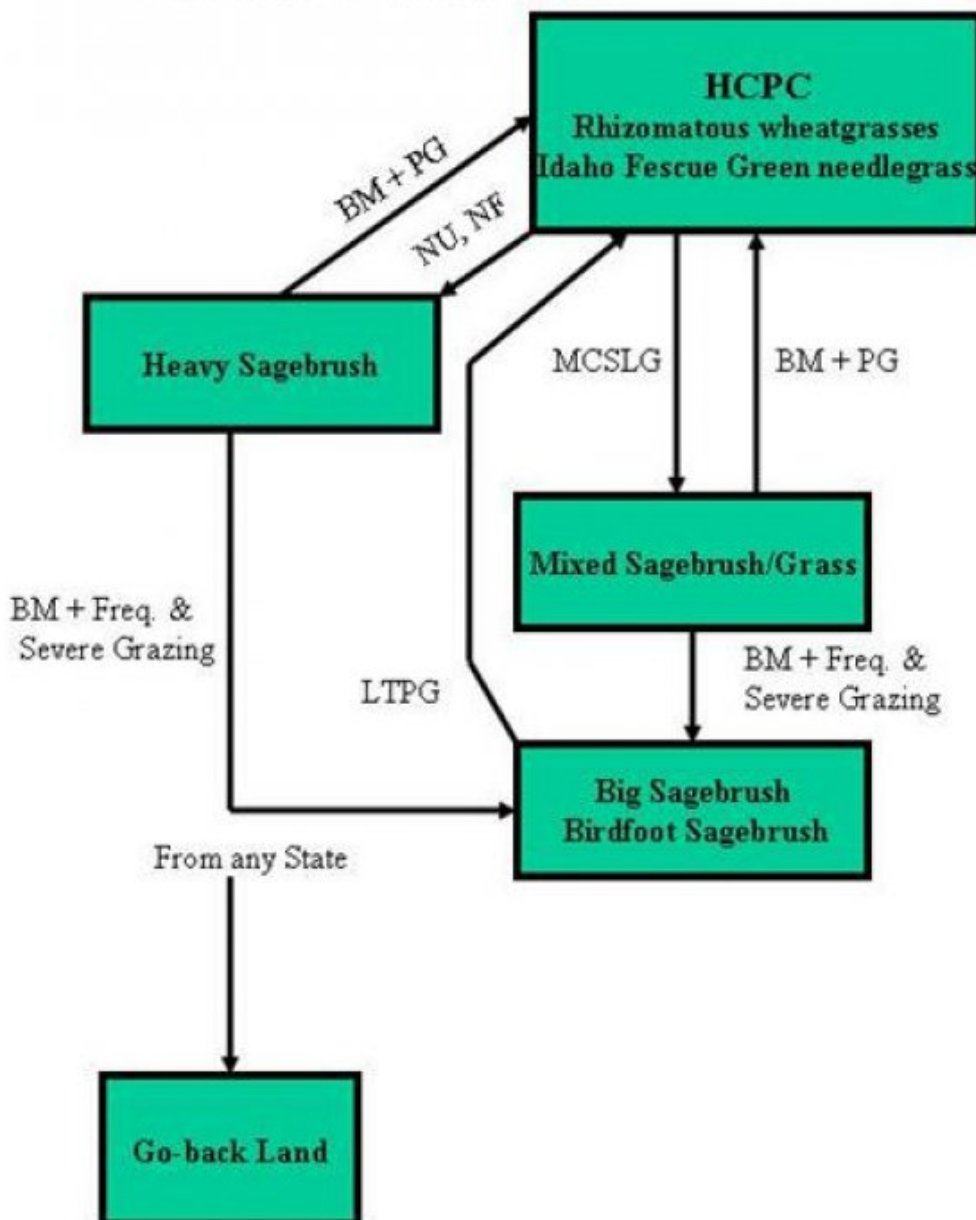 HCPC
Rhizomatous wheatgrasses
Idaho Fescue Green needlegrass
BM + PG
NU, NF
Heavy Sagebrush
MCSLG
BM + PG
Mixed Sagebrush/Grass
BM + Freq. &
Severe Grazing
BM + Freq. &
Severe Grazing
LTPG
Big Sagebrush
Birdfoot Sagebrush
From any State
Go-back Land